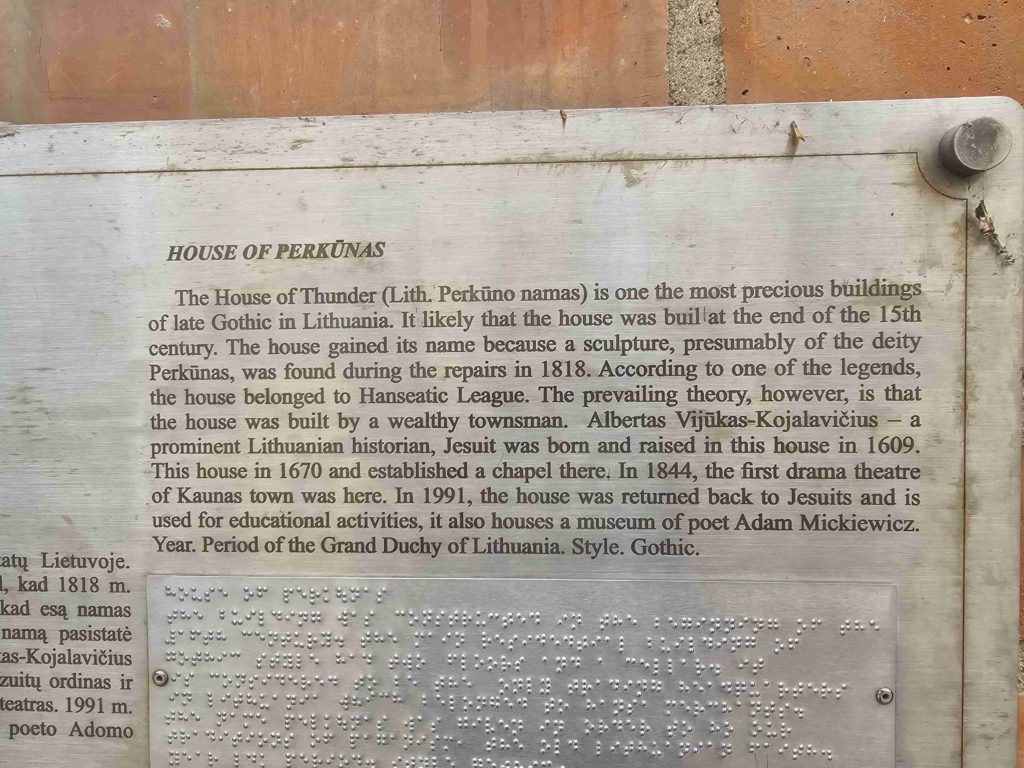 HOUSE OF PERKŪNAS
The House of Thunder (Lith. Perkūno namas) is one the most precious buildings
of late Gothic in Lithuania. It likely that the house was buil at the end of the 15th
century. The house gained its name because a sculpture, presumably of the deity
Perkūnas, was found during the repairs in 1818. According to one of the legends,
the house belonged to Hanseatic League. The prevailing theory, however, is that
the house was built by a wealthy townsman. Albertas Vijūkas-Kojalavičius – a
prominent Lithuanian historian, Jesuit was born and raised in this house in 1609.
This house in 1670 and established a chapel there. In 1844, the first drama theatre
of Kaunas town was here. In 1991, the house was returned back to Jesuits and is
used for educational activities, it also houses a museum of poet Adam Mickiewicz.
Year. Period of the Grand Duchy of Lithuania. Style. Gothic.
atų Lietuvoje.
kad 1818 m.
kad esą namas
namą pasistatė
as-Kojalavičius
zuitų ordinas ir
teatras. 1991 m.
poeto Adomo